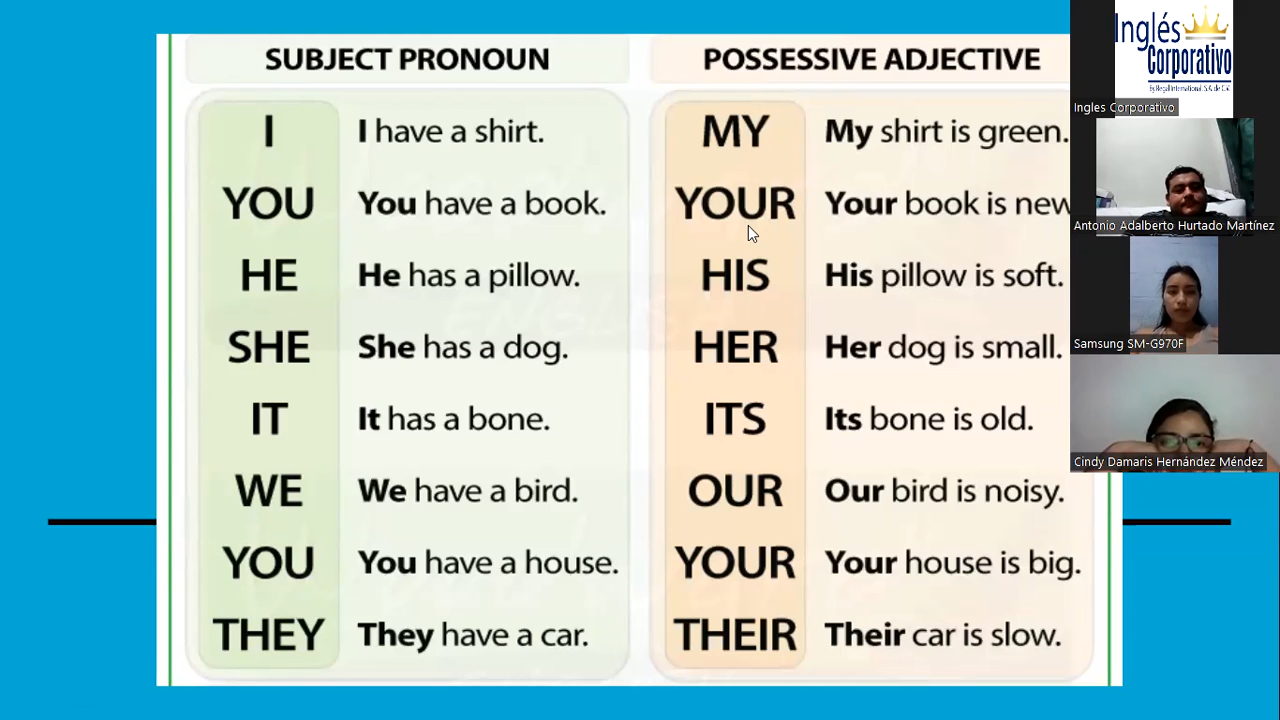 SUBJECT PRONOUN POSSESSIVE ADJECTIVE
I I have a shirt. MY My shirt is green.
YOU You have a book. YOUR Your book is new
HE He has a pillow. HIS His pillow is soft.
SHE She has a dog. HER Her dog is small.
IT It has a bone. ITS Its bone is old.
WE We have a bird. OUR Our bird is noisy.
YOU You have a house. YOUR Your house is big.
THEY They have a car. THEIR Their car is slow.
Inglés
Corporativo
By Regal International, S.A. de C.V.
Ingles Corporativo
Antonio Adalberto Hurtado Martínez
Samsung SM-G970F
Cindy Damaris Hernández Méndez